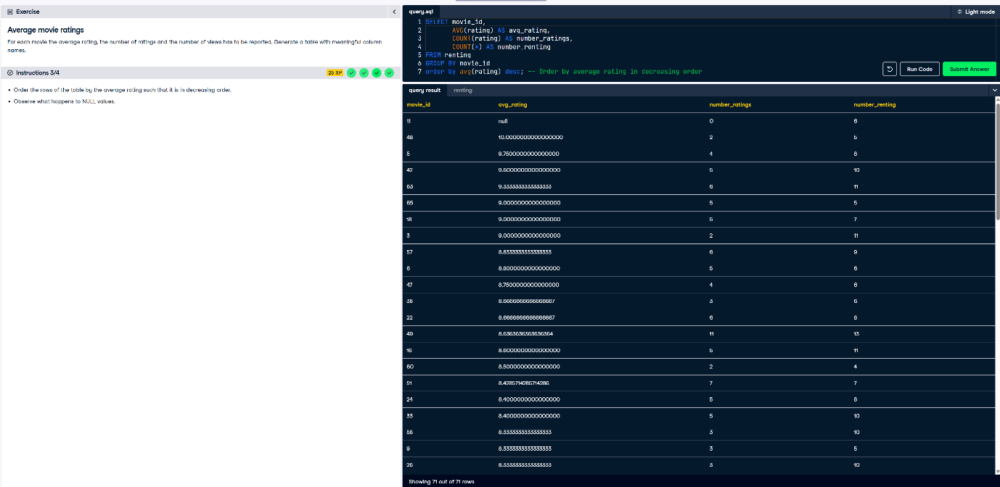 Exercise
Average movie ratings
For each movie the average rating, the number of ratings and the number of views has to be reported. Generate a table with meaningful column
names.
Instructions 3/4
25 XP
Order the rows of the table by the average rating such that it is in decreasing order.
Observe what happens to NULL values.
query.sql
Light mode
1 SELECT movie_id,
2 AVG(rating) AS avg_rating,
3 COUNT(rating) AS number_ratings,
4 COUNT(*) AS number_renting
5 FROM renting
6 GROUP BY movie_id
7 order by avg(rating) desc; -- Order by average rating in decreasing order
Run Code
Submit Answer
query result renting
movie_id avg_rating number_ratings number_renting
11 null 0 6
48 10.0000000000000000 2 5
5 9.7500000000000000 4 8
42 9.6000000000000000 5 10
63 9.3333333333333333 6 11
65 9.0000000000000000 5 5
18 9.0000000000000000 5 7
3 9.0000000000000000 2 11
57 8.8333333333333333 6 9
6 8.8000000000000000 5 6
47 8.7500000000000000 4 6
38 8.6666666666666667 3 6
22 8.6666666666666667 6 8
49 8.6363636363636364 11 13
16 8.6000000000000000 5 11
60 8.5000000000000000 2 4
51 8.4285714285714286 7 7
24 8.4000000000000000 5 8
33 8.4000000000000000 5 10
58 8.3333333333333333 3 10
9 8.3333333333333333 3 5
26 8.3333333333333333 3 10
Showing 71 out of 71 rows